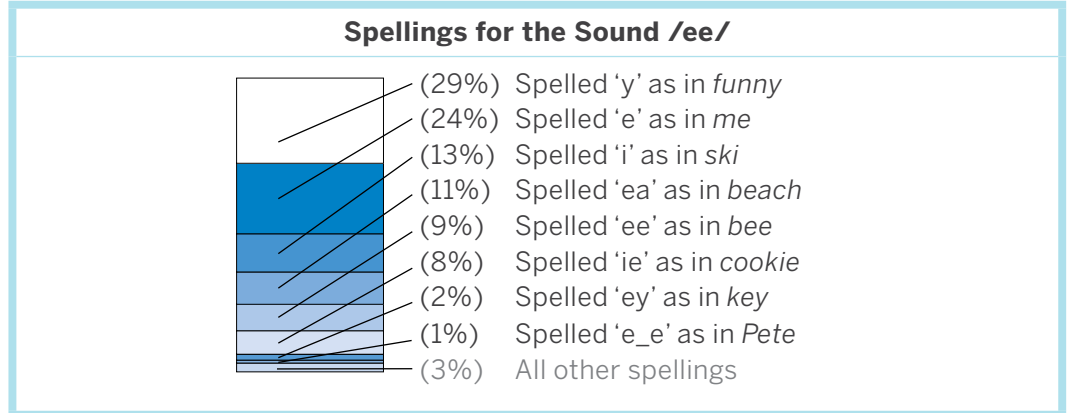 Spellings for the Sound /ee/
(29%) Spelled ‘y’ as in funny
(24%) Spelled ‘e’ as in me
(13%) Spelled ‘i’ as in ski
(11%) Spelled ‘ea’ as in beach
(9%) Spelled ‘ee’ as in bee
(8%) Spelled ‘ie’ as in cookie
(2%) Spelled ‘ey’ as in key
(1%) Spelled ‘e_e’ as in Pete
(3%) All other spellings